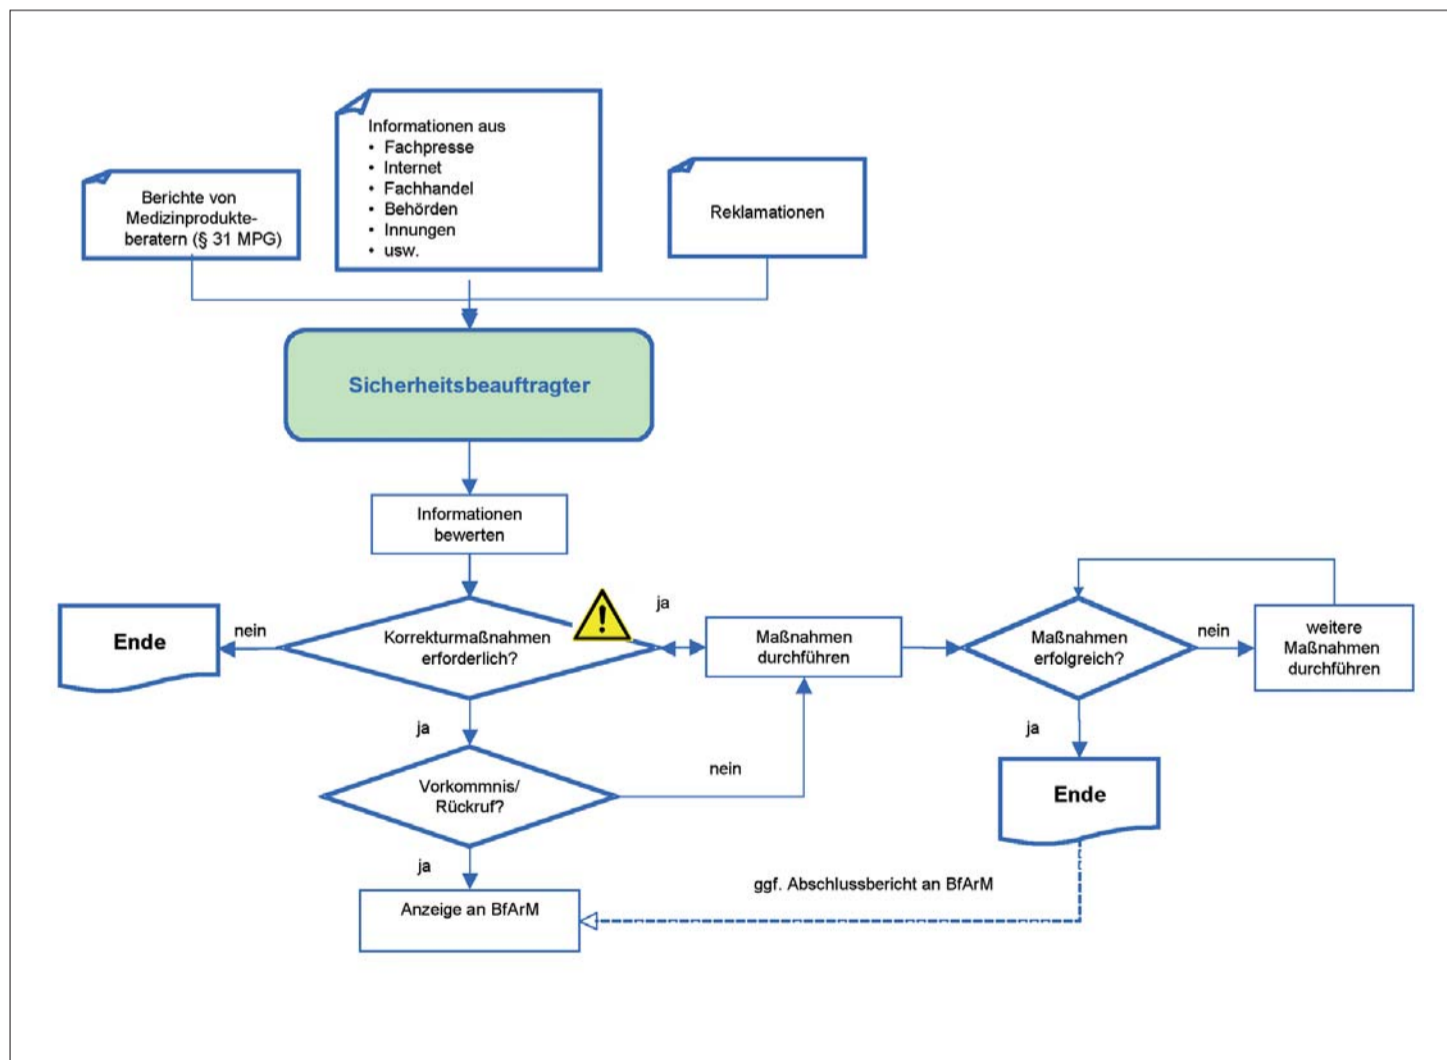 Informationen aus
• Fachpresse
• Internet
• Fachhandel
• Behörden
• Innungen
• usw.
Berichte von
Medizinprodukte-
beratern (§ 31 MPG)
Reklamationen
Sicherheitsbeauftragter
Informationen
bewerten
Ende
nein
Korrekturmaßnahmen
erforderlich?
!
ja
Maßnahmen
durchführen
Maßnahmen
erfolgreich?
nein
weitere
Maßnahmen
durchführen
ja
ja
Vorkommnis/
Rückruf?
nein
Ende
ja
ggf. Abschlussbericht an BfArM
Anzeige an BfArM